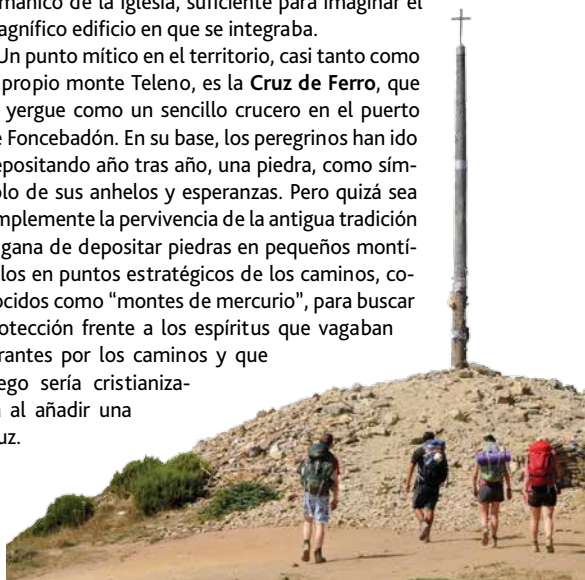 mánico de la iglesia, suficiente para imaginar el
agnífico edificio en que se integraba.
Un punto mítico en el territorio, casi tanto como
propio monte Teleno, es la Cruz de Ferro, que
yergue como un sencillo crucero en el puerto
e Foncebadón. En su base, los peregrinos han ido
epositando año tras año, una piedra, como sím-
olo de sus anhelos y esperanzas. Pero quizá sea
mplemente la pervivencia de la antigua tradición
gana de depositar piedras en pequeños montí-
los en puntos estratégicos de los caminos, co-
ocidos como “montes de mercurio”, para buscar
otección frente a los espíritus que vagaban
rantes por los caminos y que
ego sería cristianiza-
al añadir una
uz.